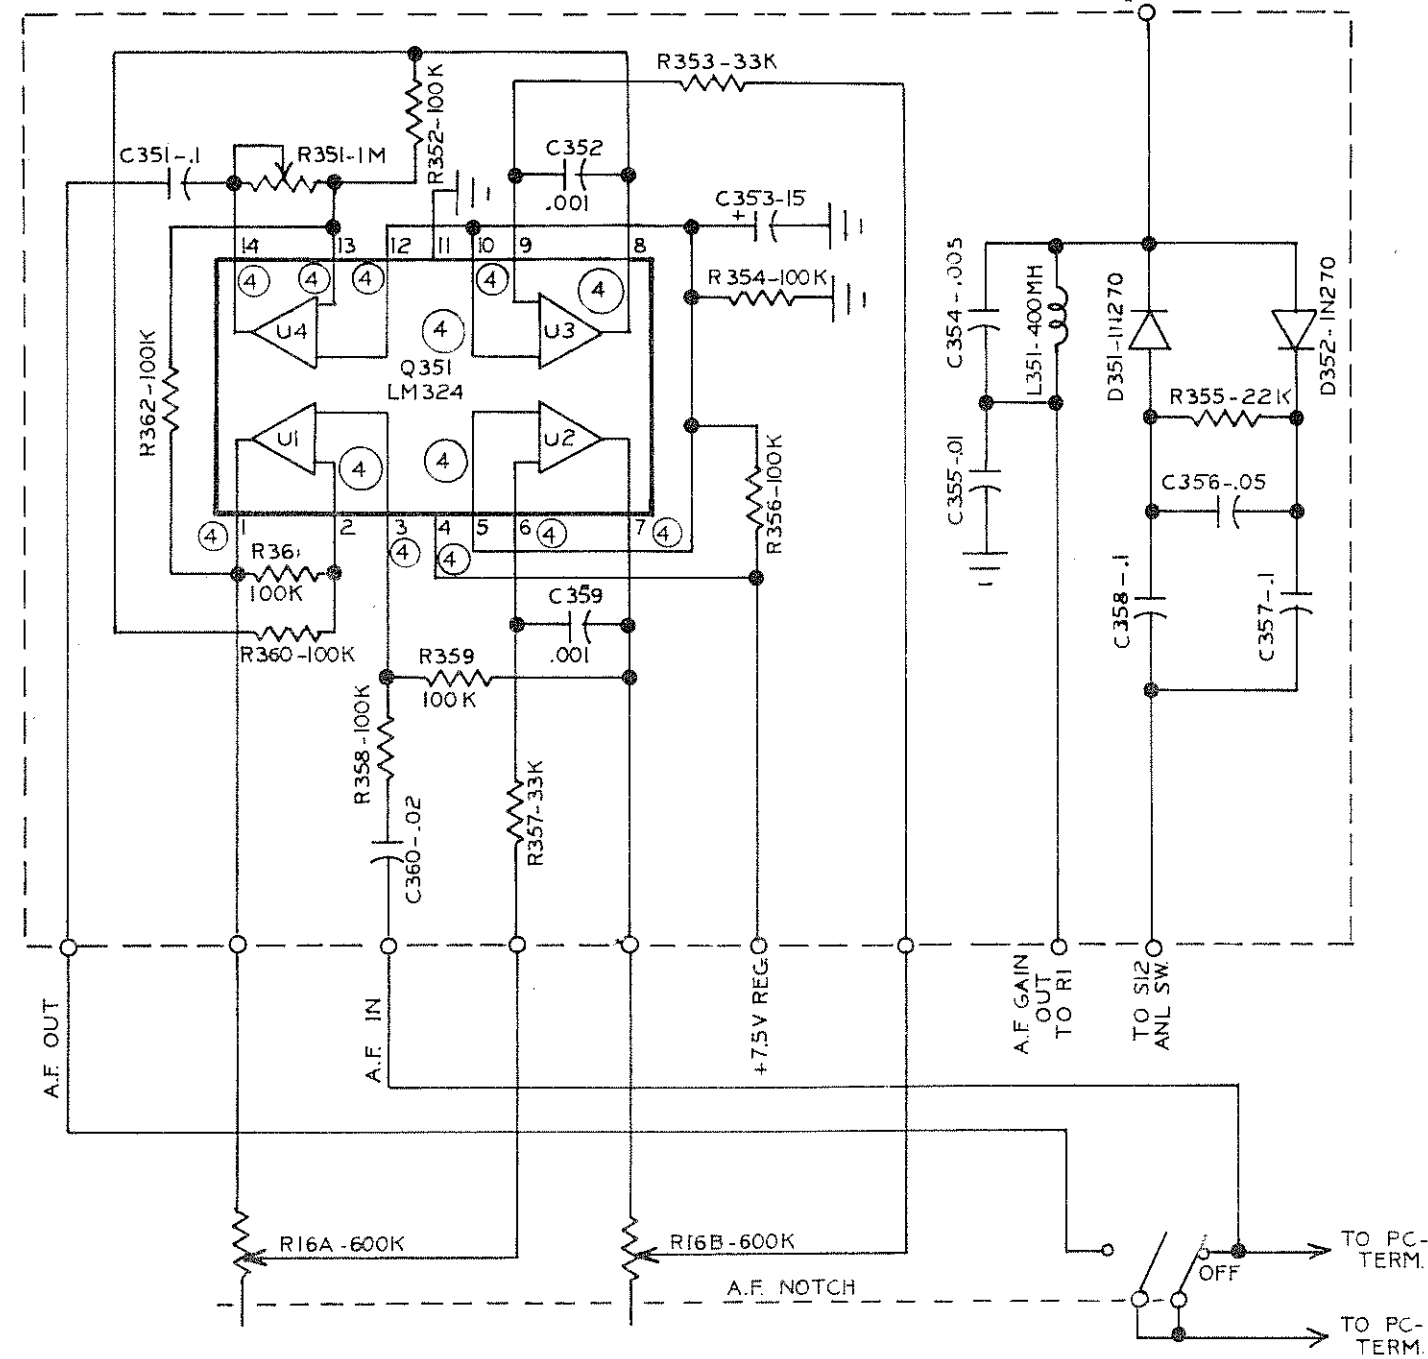 R353-33K
R352-100K
C351-.1
R351-1M
C352
.001
C353-15
+
14
13
12
11
10
9
8
4
4
4
4
4
R354-100K
U4
4
U3
Q351
LM324
R362-100K
U1
4
4
U2
1
2
3
4
5
6
7
4
4
4
4
4
R361
100K
R360-100K
C359
.001
R359
100K
R358-100K
C360-.02
R357-33K
R356-100K
C354-.005
L351-400MH
D351-1N270
D352-1N270
R355-22K
C355-.01
C356-.05
C358-.1
C357-.1
A.F. OUT
A.F. IN
+7.5V REG.
A.F. GAIN
OUT
TO R1
TO S12
ANL SW.
R16A-600K
R16B-600K
A.F. NOTCH
OFF
TO PC-
TERM.
TO PC-
TERM.